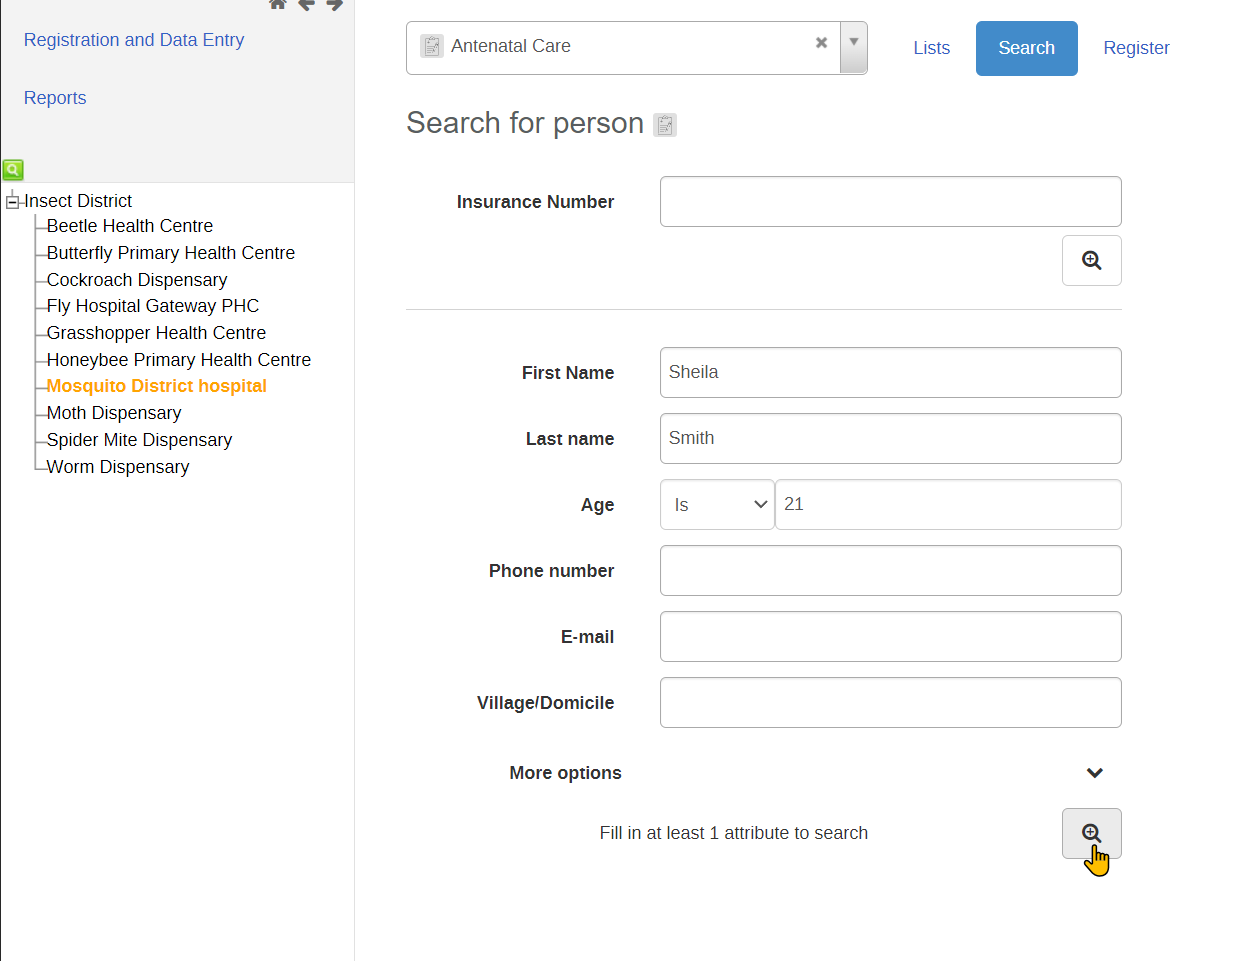 Registration and Data Entry
Reports
Insect District
Beetle Health Centre
Butterfly Primary Health Centre
Cockroach Dispensary
Fly Hospital Gateway PHC
Grasshopper Health Centre
Honeybee Primary Health Centre
Mosquito District hospital
Moth Dispensary
Spider Mite Dispensary
Worm Dispensary
Antenatal Care
Lists Search Register
Search for person
Insurance Number
First Name Sheila
Last name Smith
Age Is 21
Phone number
E-mail
Village/Domicile
More options
Fill in at least 1 attribute to search